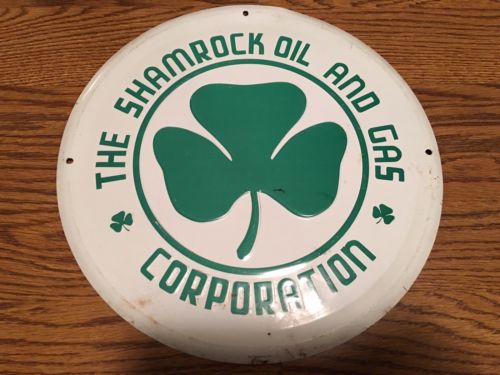 THE SHAMROCK OIL AND GAS
CORPORATION